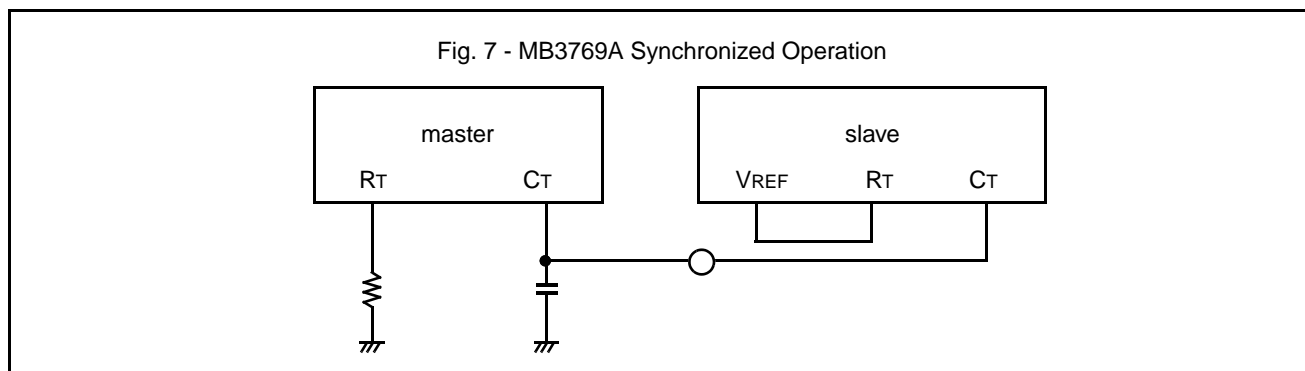 Fig. 7 - MB3769A Synchronized Operation
master
slave
RT
CT
VREF
RT
CT